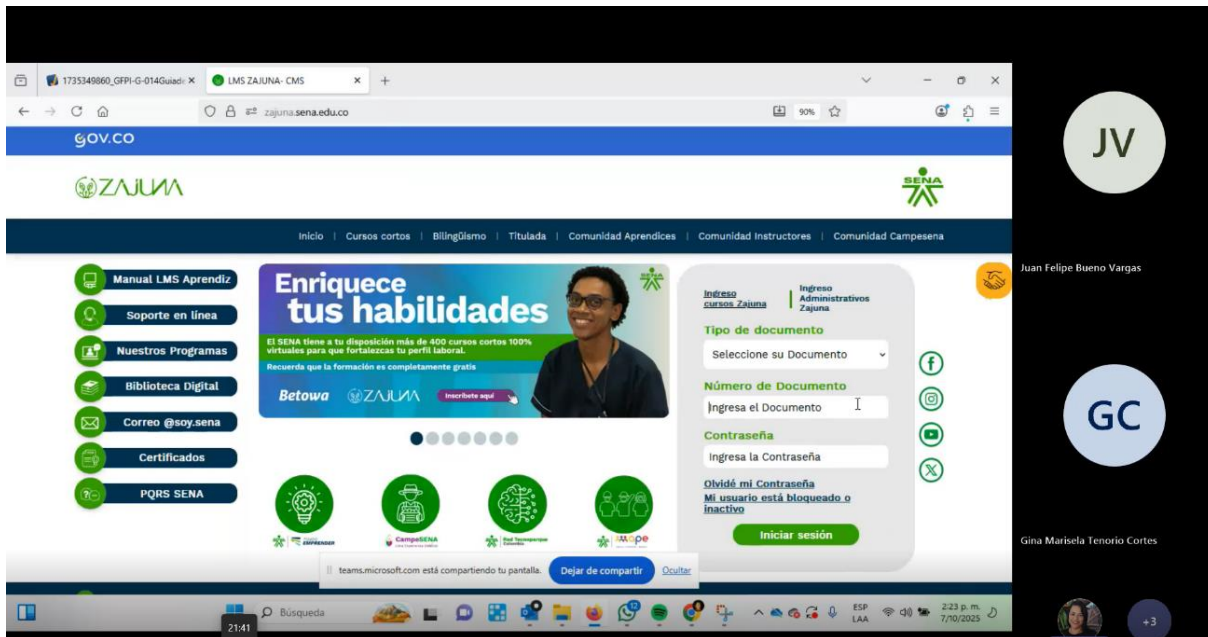 1735349860_GFPI-G-014Guiad
LMS ZAJUNA- CMS
zajuna.sena.edu.co
90%
GOV.CO
ZAJUNA
SENA
Inicio | Cursos cortos | Bilingüismo | Titulada | Comunidad Aprendices | Comunidad Instructores | Comunidad Campesena
Manual LMS Aprendiz
Soporte en línea
Nuestros Programas
Biblioteca Digital
Correo @soy.sena
Certificados
PQRS SENA
Enriquece
tus habilidades
El SENA tiene a tu disposición más de 400 cursos cortos 100%
virtuales para que fortalezcas tu perfil laboral.
Recuerda que la formación es completamente gratis
Betowa ZAJUNA Inscríbete aquí
SENA
CampeSENA
Ingreso
cursos Zajuna
Ingreso
Administrativos
Zajuna
Tipo de documento
Seleccione su Documento
Número de Documento
Ingresa el Documento
Contraseña
Ingresa la Contraseña
Olvidé mi Contraseña
Mi usuario está bloqueado o
inactivo
Iniciar sesión
teams.microsoft.com está compartiendo tu pantalla.
Dejar de compartir
Ocultar
Búsqueda
21:41
ESP
LAA
2:23 p. m.
7/10/2025
JV
Juan Felipe Bueno Vargas
GC
Gina Marisela Tenorio Cortes
+3